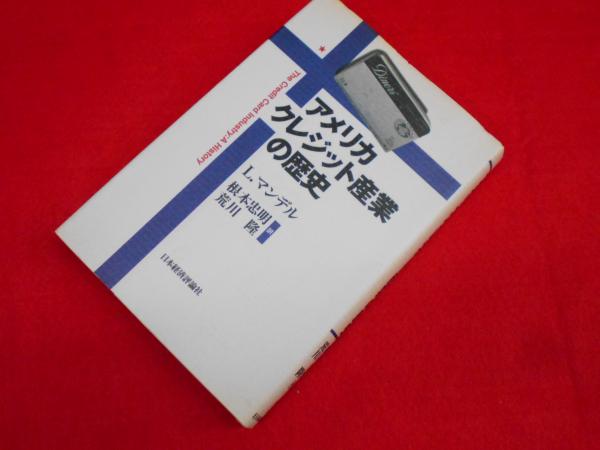 Diners
アメリカ
クレジット産業
の歴史
The Credit Card Industry: A History
L.マンデル
根本忠明
荒川 隆
訳
日本経済評論社